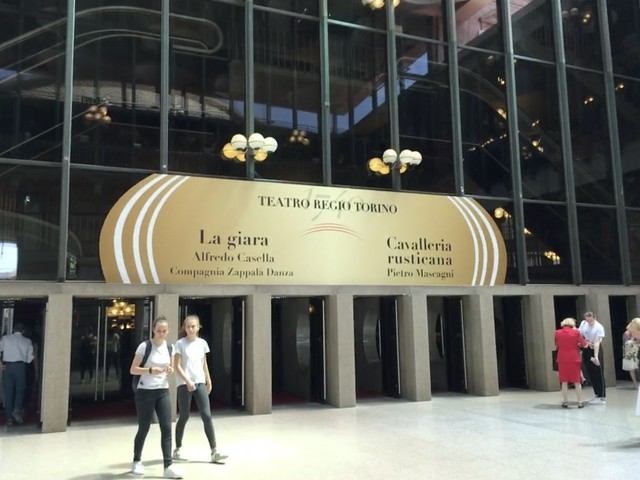 TEATRO REGIO TORINO
La giara
Alfredo Casella
Compagnia Zappalà Danza
Cavalleria
rusticana
Pietro Mascagni